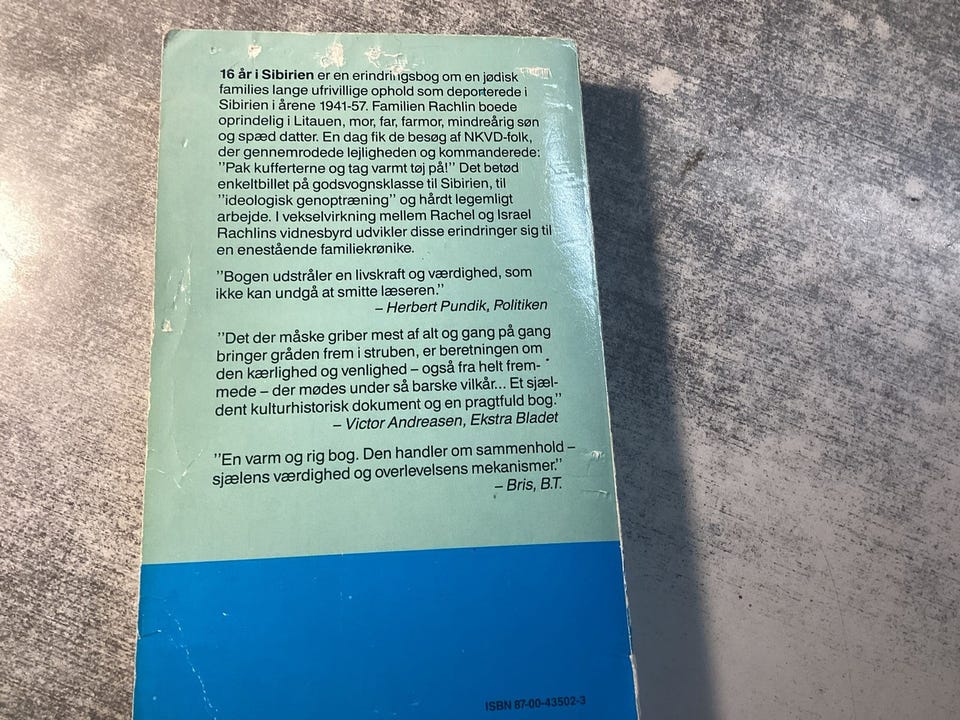 16 år i Sibirien er en erindringsbog om en jødisk
families lange ufrivillige ophold som deporterede i
Sibirien i årene 1941-57. Familien Rachlin boede
oprindelig i Litauen, mor, far, farmor, mindreårig søn
og spæd datter. En dag fik de besøg af NKVD-folk,
der gennemrodede lejligheden og kommanderede:
"Pak kufferterne og tag varmt tøj på!" Det betød
enkeltbillet på godsvognsklasse til Sibirien, til
"ideologisk genoptræning" og hårdt legemligt
arbejde. I vekselvirkning mellem Rachel og Israel
Rachlins vidnesbyrd udvikler disse erindringer sig til
en enestående familiekrønike.
"Bogen udstråler en livskraft og værdighed, som
ikke kan undgå at smitte læseren."
– Herbert Pundik, Politiken
"Det der måske griber mest af alt og gang på gang
bringer gråden frem i struben, er beretningen om
den kærlighed og venlighed – også fra helt frem-
mede – der mødes under så barske vilkår... Et sjæl-
dent kulturhistorisk dokument og en pragtfuld bog."
– Victor Andreasen, Ekstra Bladet
"En varm og rig bog. Den handler om sammenhold –
sjælens værdighed og overlevelsens mekanismer."
– Bris, B.T.
ISBN 87-00-43502-3